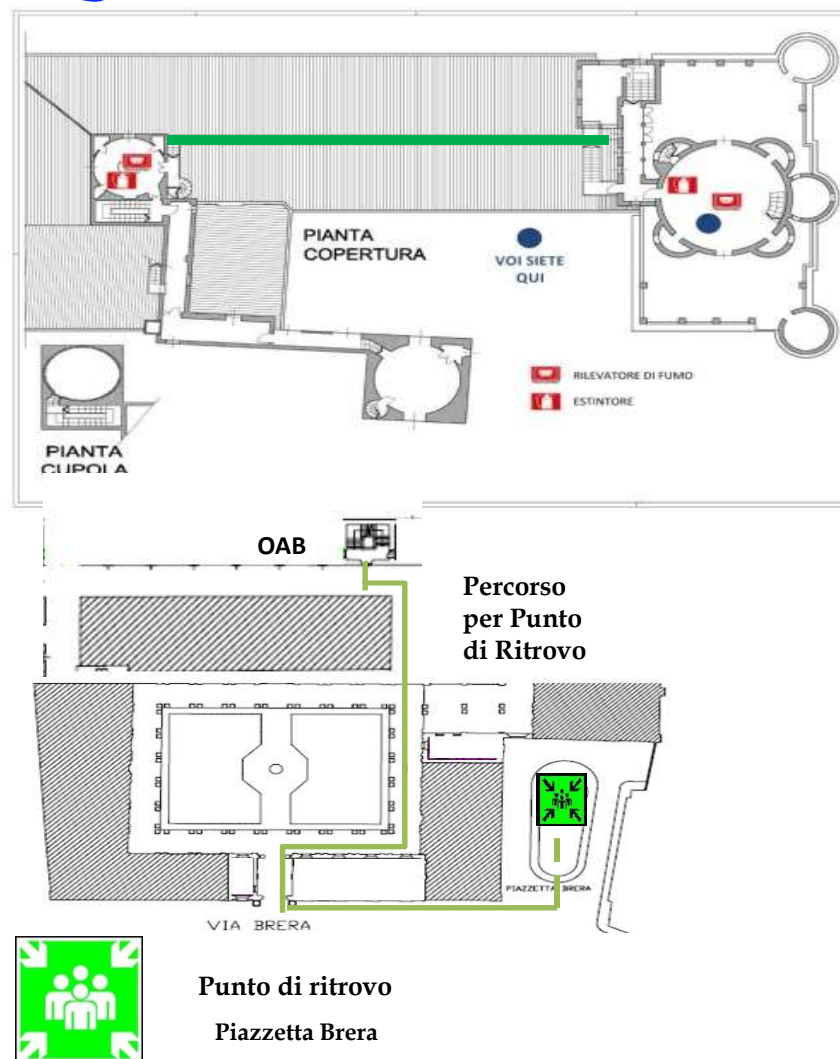 PIANTA
COPERTURA
VOI SIETE
QUI
RILEVATORE DI FUMO
ESTINTORE
PIANTA
CUPOLA
OAB
Percorso
per Punto
di Ritrovo
PIAZZETTA BRERA
VIA BRERA
Punto di ritrovo
Piazzetta Brera